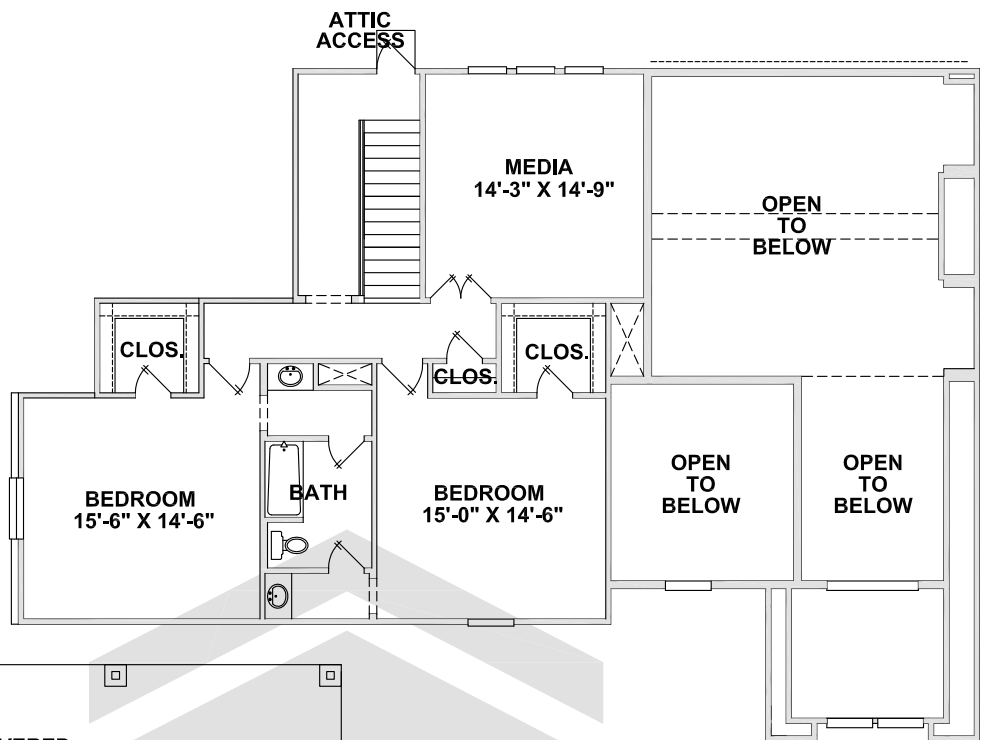 ATTIC
ACCESS
MEDIA
14'-3" X 14'-9"
OPEN
TO
BELOW
CLOS.
CLOS.
CLOS.
BEDROOM
15'-6" X 14'-6"
BATH
BEDROOM
15'-0" X 14'-6"
OPEN
TO
BELOW
OPEN
TO
BELOW